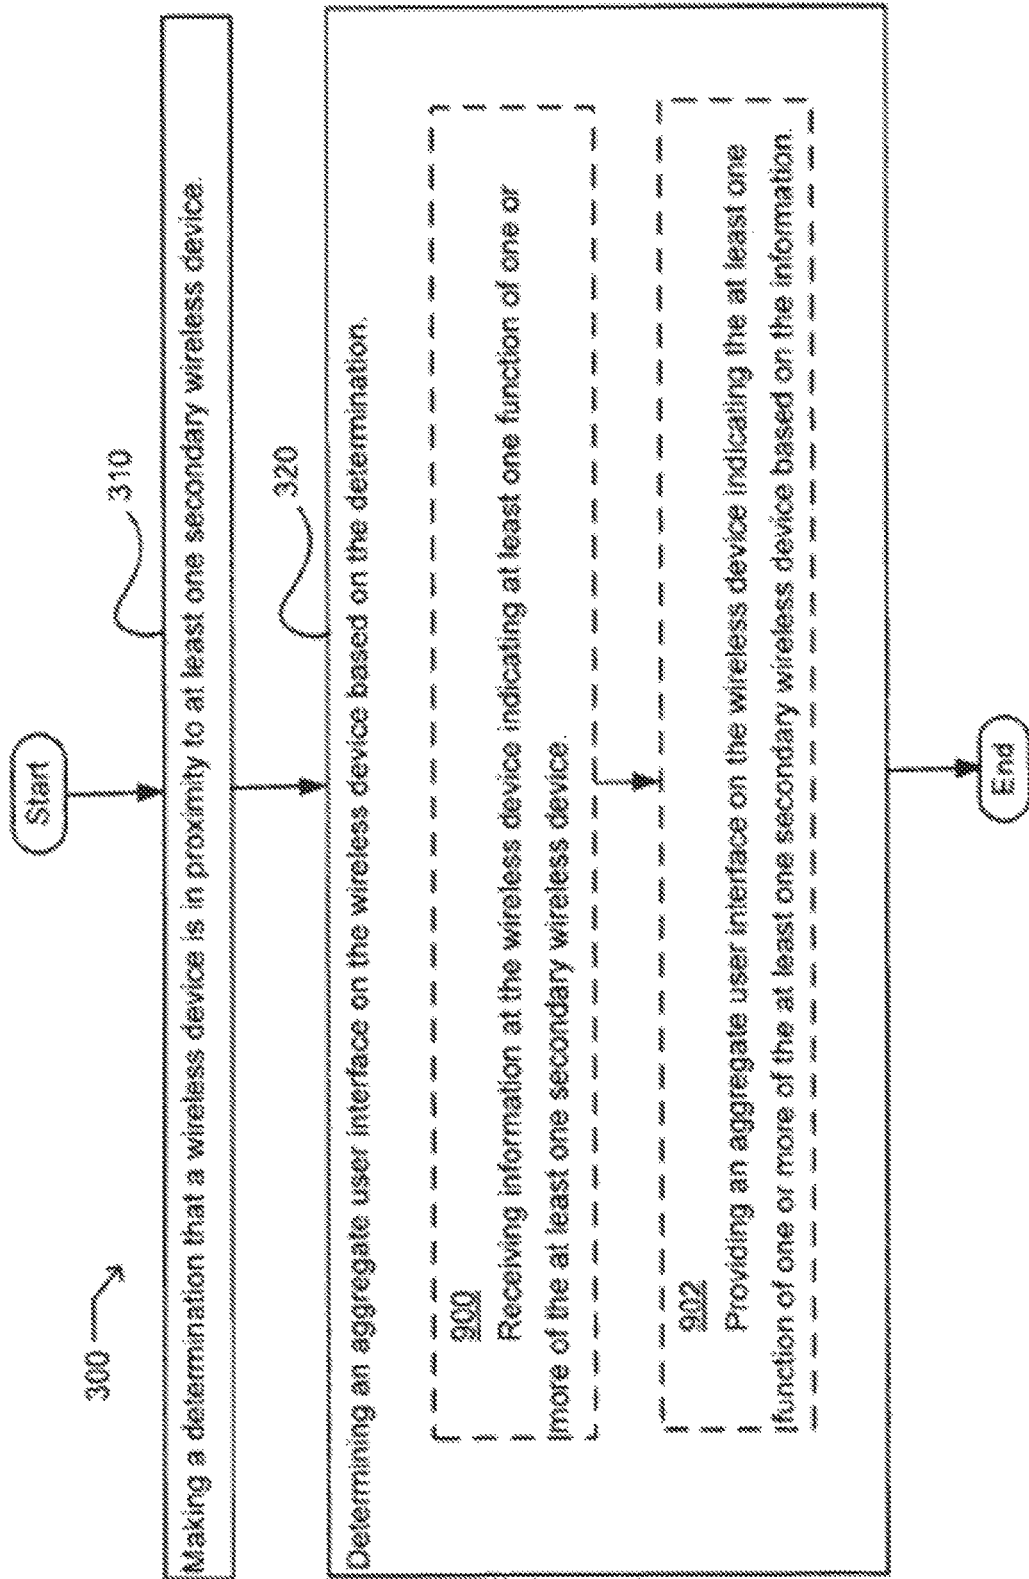 300
Start
310
Making a determination that a wireless device is in proximity to at least one secondary wireless device.
320
Determining an aggregate user interface on the wireless device based on the determination.
900
Receiving information at the wireless device indicating at least one function of one or
more of the at least one secondary wireless device.
902
Providing an aggregate user interface on the wireless device indicating the at least one
function of one or more of the at least one secondary wireless device based on the information.
End